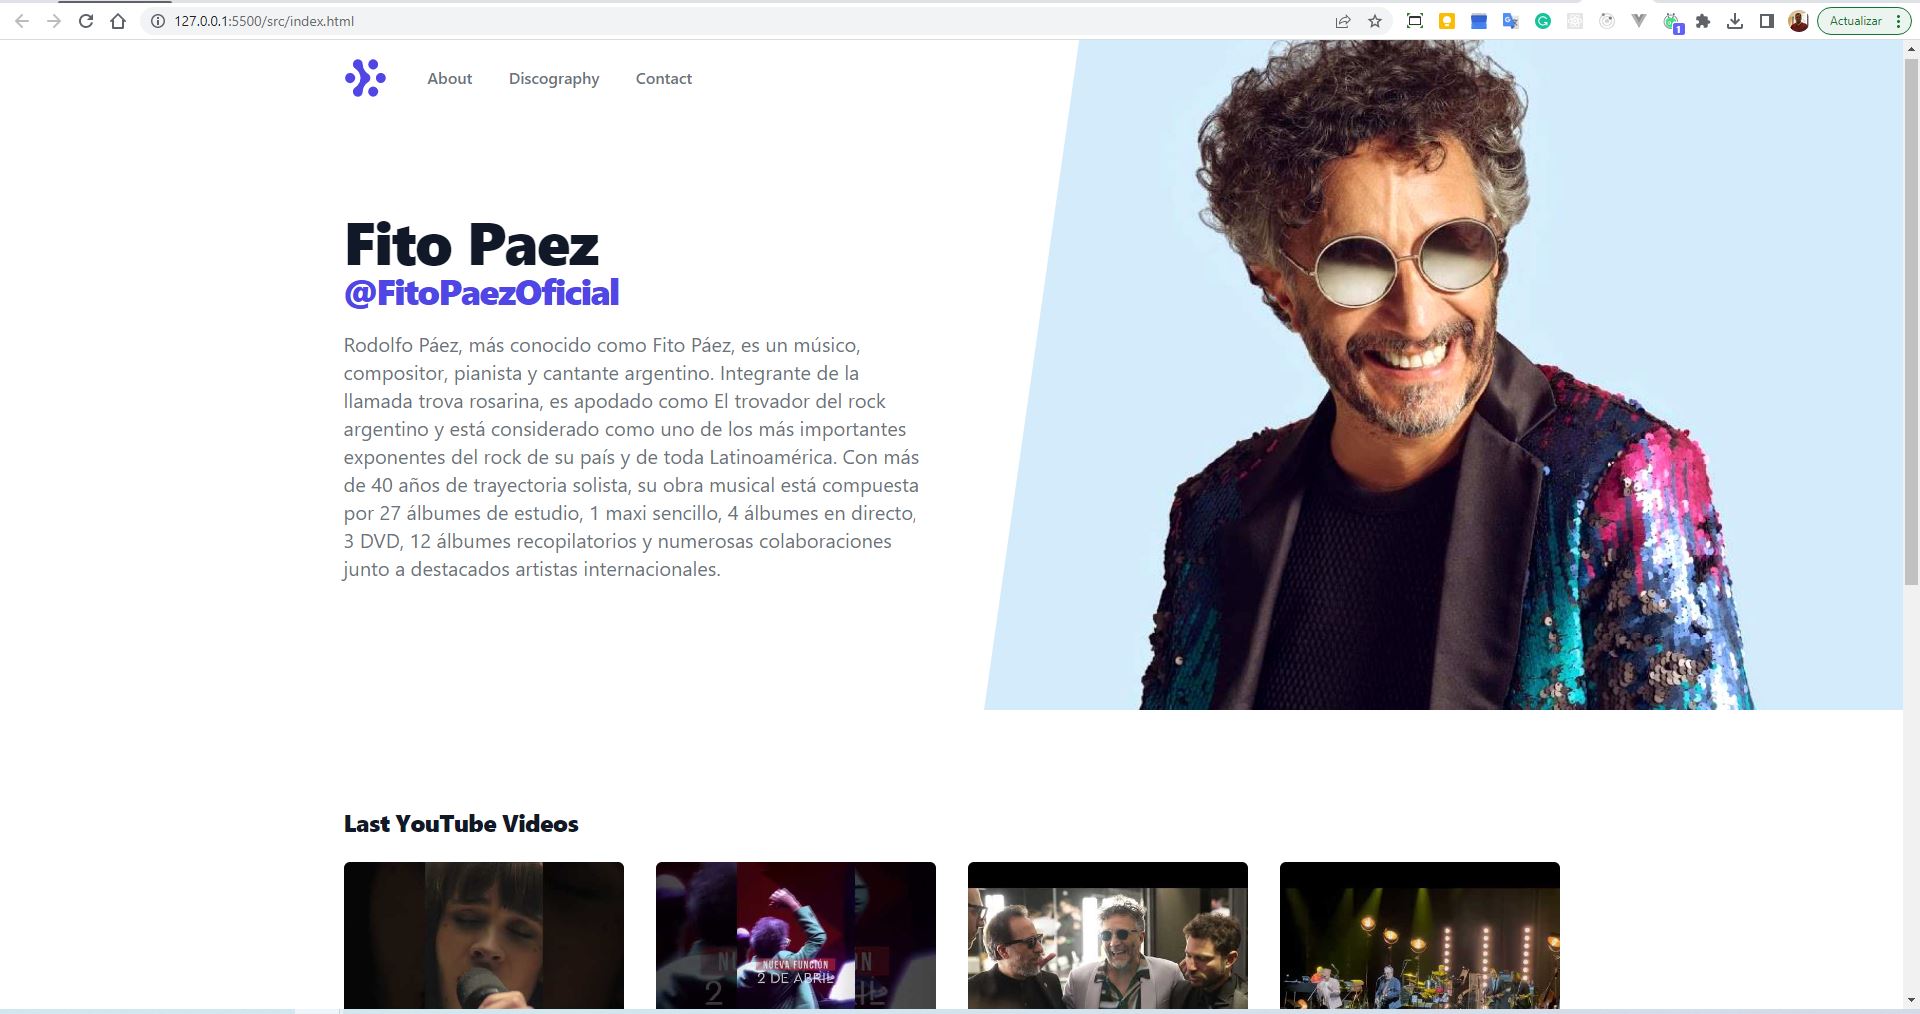 127.0.0.1:5500/src/index.html
Actualizar
1
About Discography Contact
Fito Paez
@FitoPaezOficial
Rodolfo Páez, más conocido como Fito Páez, es un músico,
compositor, pianista y cantante argentino. Integrante de la
llamada trova rosarina, es apodado como El trovador del rock
argentino y está considerado como uno de los más importantes
exponentes del rock de su país y de toda Latinoamérica. Con más
de 40 años de trayectoria solista, su obra musical está compuesta
por 27 álbumes de estudio, 1 maxi sencillo, 4 álbumes en directo,
3 DVD, 12 álbumes recopilatorios y numerosas colaboraciones
junto a destacados artistas internacionales.
Last YouTube Videos
NUEVA FUNCIÓN
2 DE ABRIL